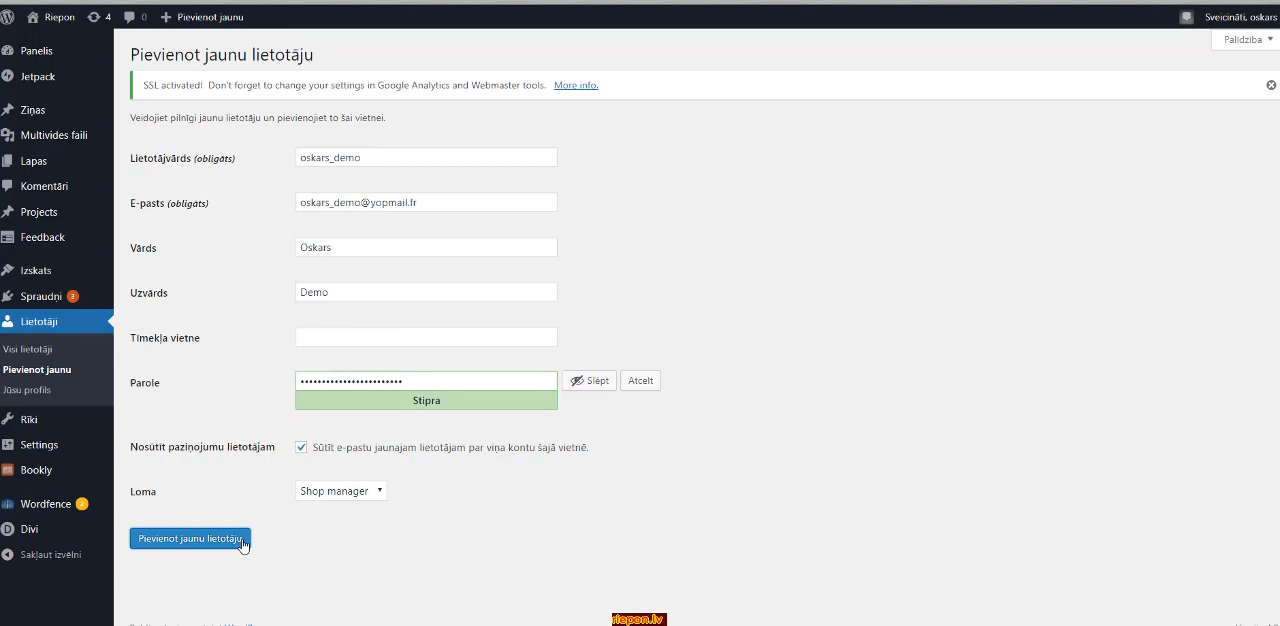 Riepon 4 0 Pievienot jaunu Sveicināti, oskars
Palīdzība
Panelis
Jetpack
Ziņas
Multivides faili
Lapas
Komentāri
Projects
Feedback
Izskats
Spraudņi 3
Lietotāji
Visi lietotāji
Pievienot jaunu
Jūsu profils
Rīki
Settings
Bookly
Wordfence 2
Divi
Sakļaut izvēlni
Pievienot jaunu lietotāju
SSL activated! Don't forget to change your settings in Google Analytics and Webmaster tools. More info.
Veidojiet pilnīgi jaunu lietotāju un pievienojiet to šai vietnei.
Lietotājvārds (obligāts) oskars_demo
E-pasts (obligāts) oskars_demo@yopmail.fr
Vārds Oskars
Uzvārds Demo
Tīmekļa vietne
Parole •••••••••••••••••••••••• Slēpt Atcelt
Stipra
Nosūtīt paziņojumu lietotājam Sūtīt e-pastu jaunajam lietotājam par viņa kontu šajā vietnē.
Loma Shop manager
Pievienot jaunu lietotāju
riepon.lv